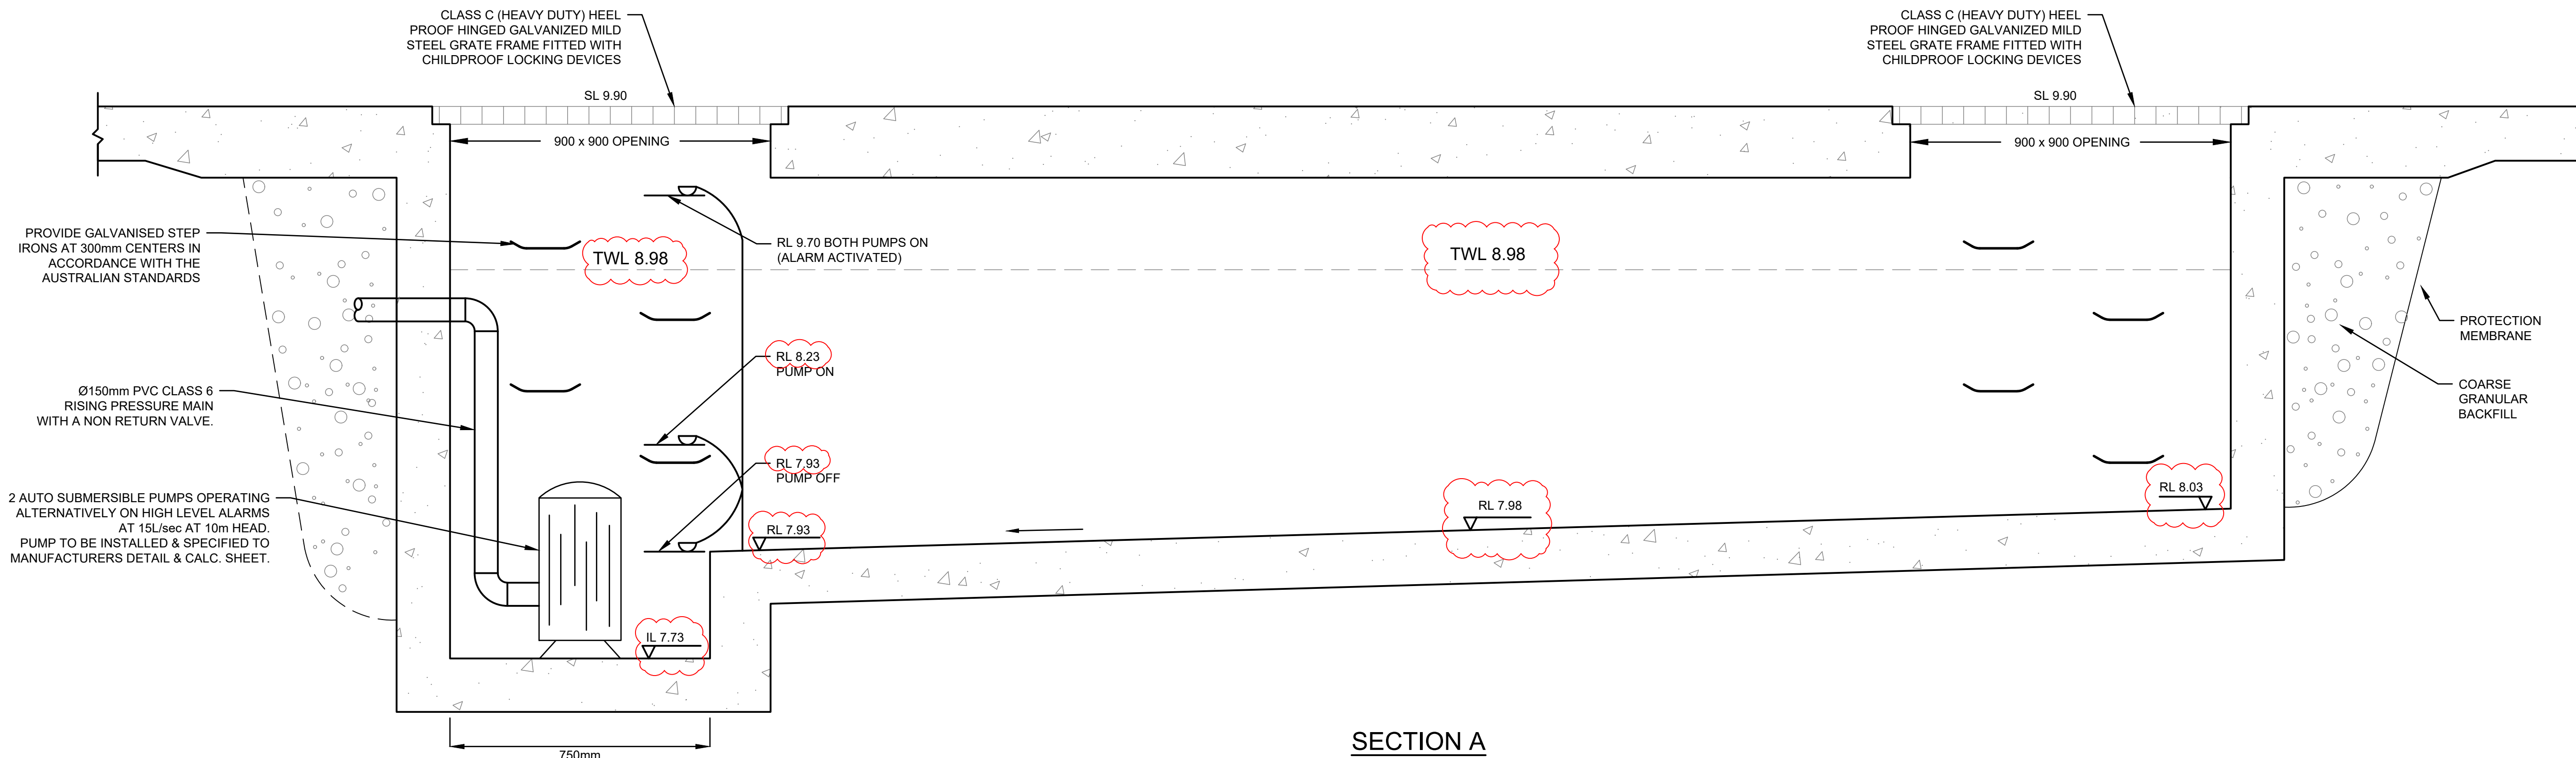 CLASS C (HEAVY DUTY) HEEL
PROOF HINGED GALVANIZED MILD
STEEL GRATE FRAME FITTED WITH
CHILDPROOF LOCKING DEVICES
CLASS C (HEAVY DUTY) HEEL
PROOF HINGED GALVANIZED MILD
STEEL GRATE FRAME FITTED WITH
CHILDPROOF LOCKING DEVICES
SL 9.90
SL 9.90
900 x 900 OPENING
900 x 900 OPENING
PROVIDE GALVANISED STEP
IRONS AT 300mm CENTERS IN
ACCORDANCE WITH THE
AUSTRALIAN STANDARDS
TWL 8.98
RL 9.70 BOTH PUMPS ON
(ALARM ACTIVATED)
TWL 8.98
PROTECTION
MEMBRANE
RL 8.23
PUMP ON
Ø150mm PVC CLASS 6
RISING PRESSURE MAIN
WITH A NON RETURN VALVE.
COARSE
GRANULAR
BACKFILL
RL 7.93
PUMP OFF
2 AUTO SUBMERSIBLE PUMPS OPERATING
ALTERNATIVELY ON HIGH LEVEL ALARMS
AT 15L/sec AT 10m HEAD.
PUMP TO BE INSTALLED & SPECIFIED TO
MANUFACTURERS DETAIL & CALC. SHEET.
RL 7.93
RL 7.98
RL 8.03
IL 7.73
750mm
SECTION A